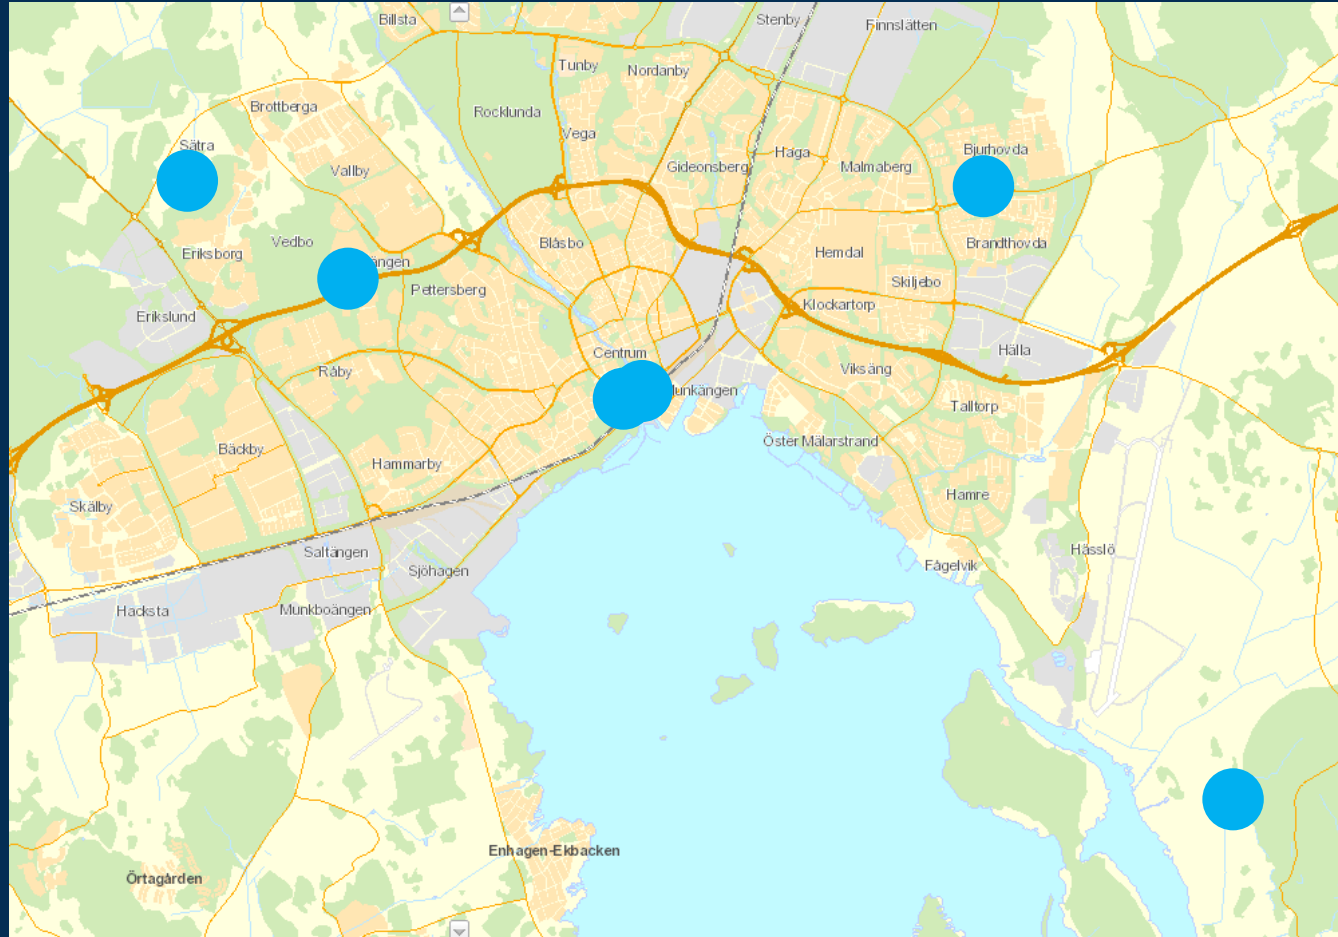 Billsta
Stenby
Finnslätten
Tunby
Nordanby
Brottberga
Rocklunda
Vega
Sätra
Haga
Bjurhovda
Vallby
Gideonsberg
Malmaberg
Vedbo
Eriksborg
Blåsbo
Hemdal
Brandthovda
Pettersberg
Skiljebo
Klockartorp
Erikslund
Centrum
Hälla
Råby
Viksäng
Talltorp
Öster Mälarstrand
Bäckby
Hammarby
Hamre
Skälby
Saltängen
Hässlö
Sjöhagen
Fågelvik
Hacksta
Munkboängen
Enhagen-Ekbacken
Örtagården